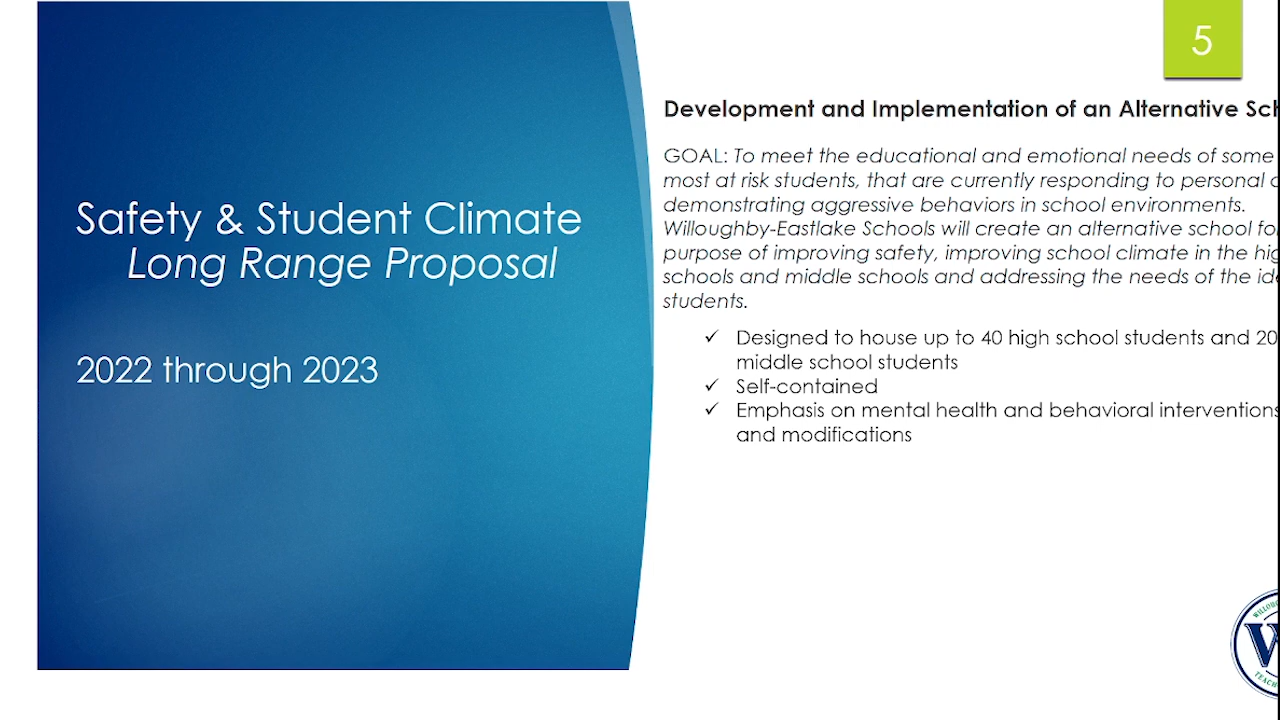 5
Safety & Student Climate
Long Range Proposal
2022 through 2023
Development and Implementation of an Alternative
GOAL: To meet the educational and emotional needs of some
most at risk students, that are currently responding to personal
demonstrating aggressive behaviors in school environments.
Willoughby-Eastlake Schools will create an alternative school
purpose of improving safety, improving school climate in the
schools and middle schools and addressing the needs of the
students.
✓ Designed to house up to 40 high school students and 20
middle school students
✓ Self-contained
✓ Emphasis on mental health and behavioral interventions
and modifications